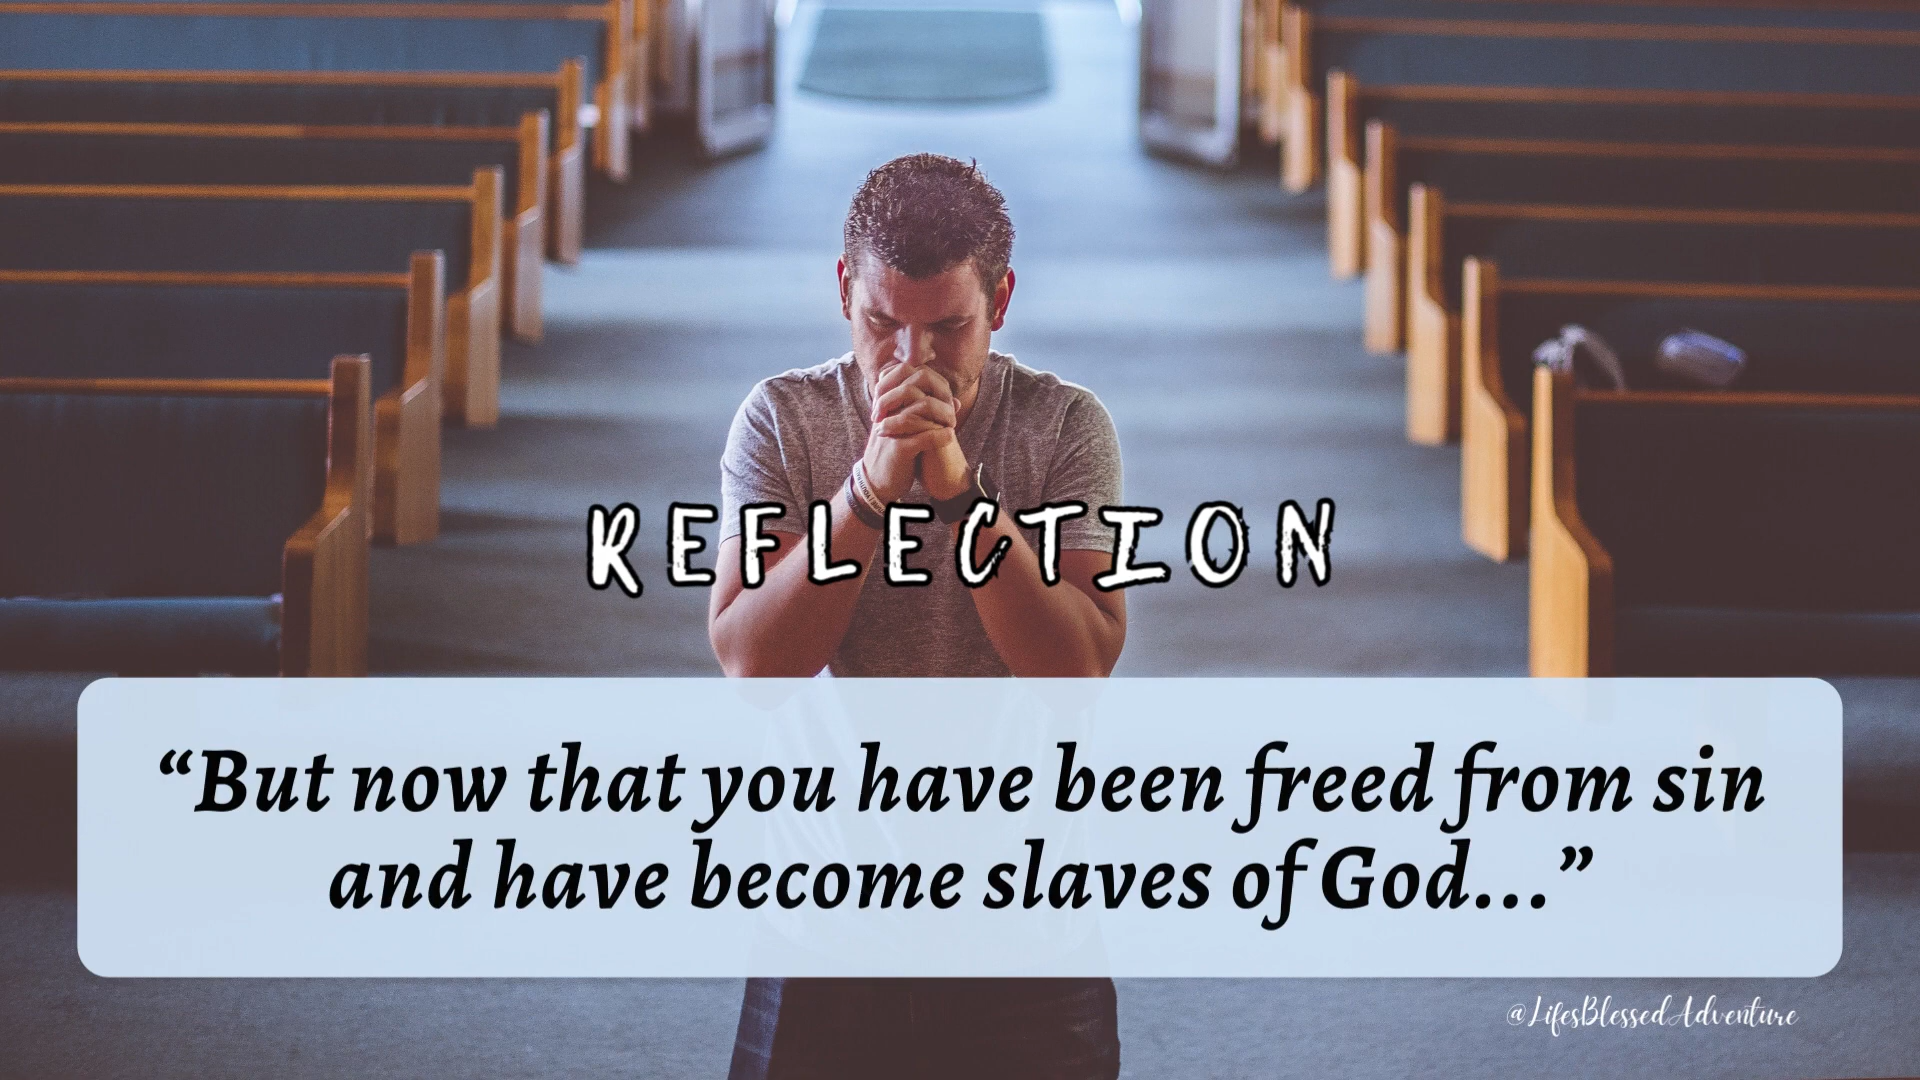 REFLECTION
“But now that you have been freed from sin
and have become slaves of God...”
@LifesBlessedAdventure